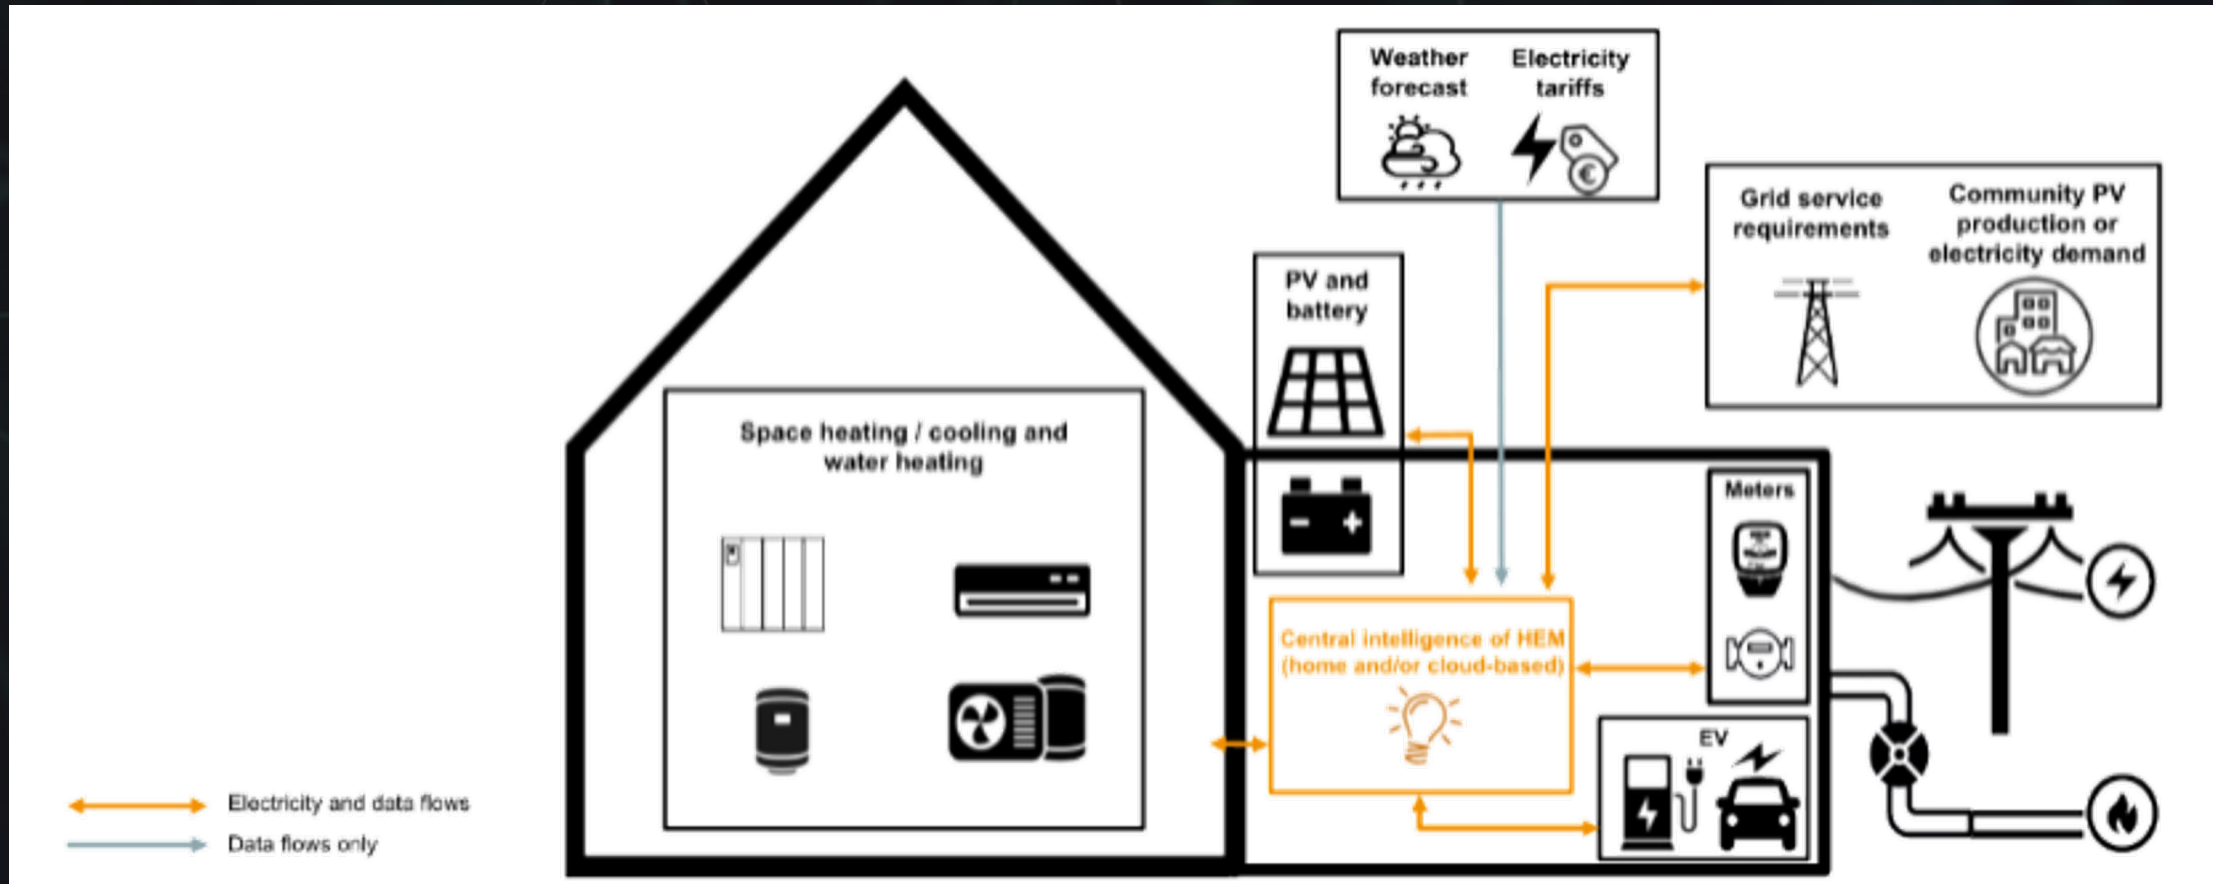 Weather
forecast
Electricity
tariffs
Grid service
requirements
Community PV
production or
electricity demand
PV and
battery
Space heating / cooling and
water heating
Meters
Central intelligence of HEM
(home and/or cloud-based)
EV
Electricity and data flows
Data flows only